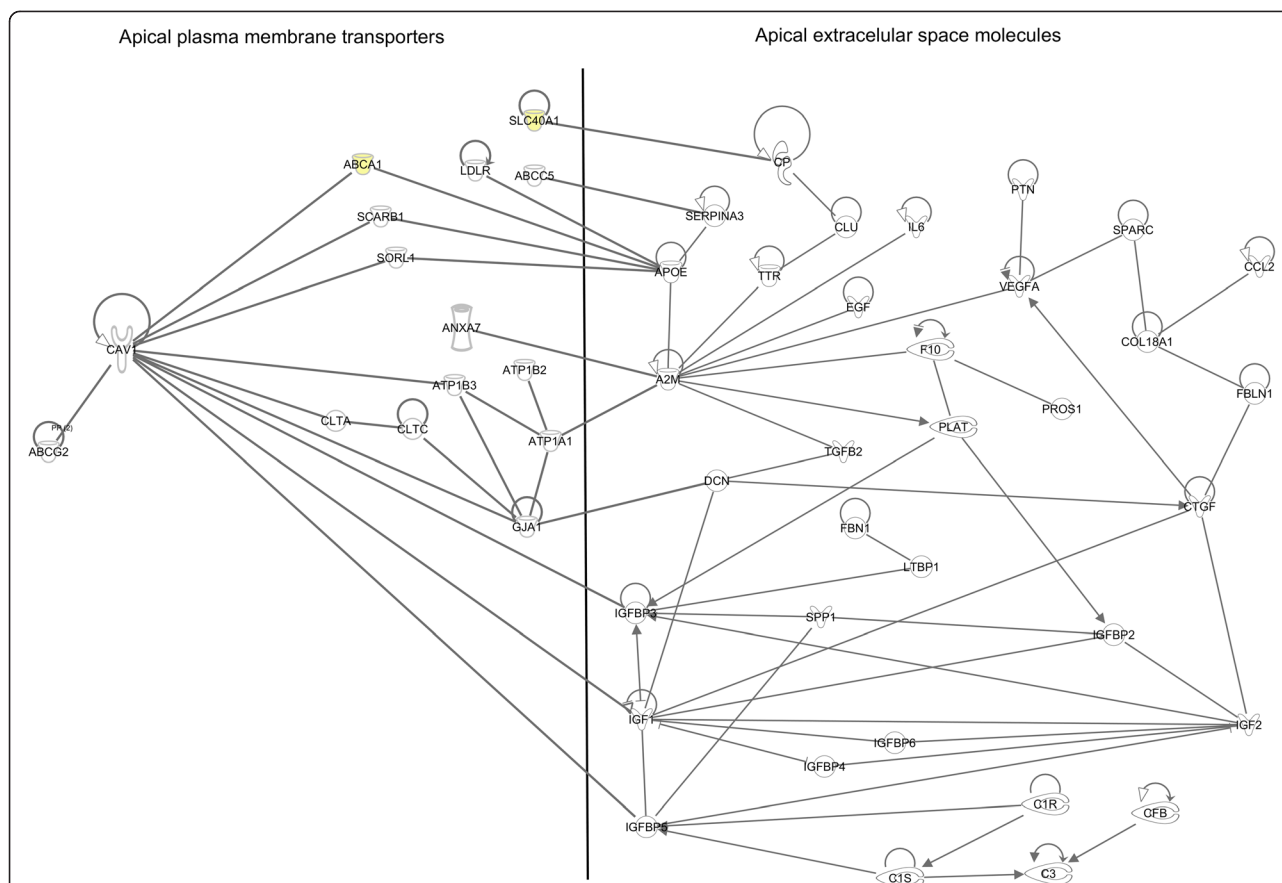 Apical plasma membrane transporters
Apical extracelular space molecules
SLC40A1
CP
ABCA1
LDLR
ABCC5
PTN
SCARB1
SERPINA3
CLU
IL6
SPARC
SORL1
APOE
TTR
VEGFA
CCL2
ANXA7
EGF
CAV1
F10
COL18A1
ATP1B2
ATP1B3
A2M
FBLN1
PROS1
CLTA
CLTC
PLAT
PP (2)
ABCG2
ATP1A1
TGFB2
DCN
CTGF
GJA1
FBN1
LTBP1
IGFBP3
SPP1
IGFBP2
IGF1
IGF2
IGFBP6
IGFBP4
C1R
CFB
IGFBP5
C1S
C3